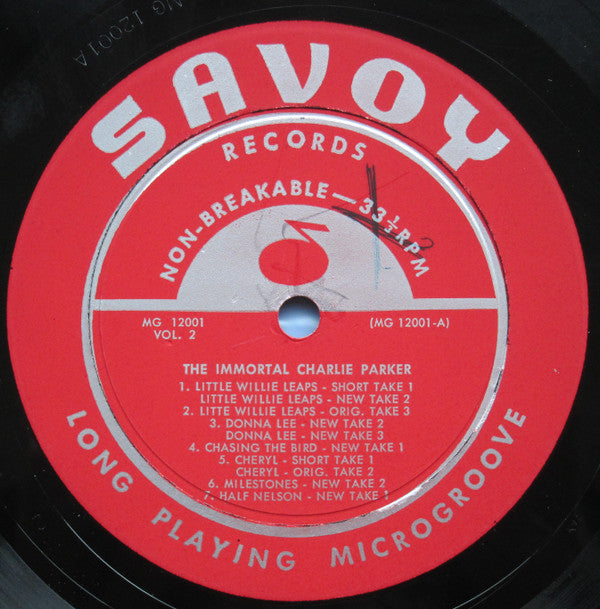 MG 12001 A
SAVOY
RECORDS
NON-BREAKABLE — 33 1/3 RPM
MG 12001
VOL. 2
(MG 12001-A)
THE IMMORTAL CHARLIE PARKER
1. LITTLE WILLIE LEAPS - SHORT TAKE 1
LITTLE WILLIE LEAPS - NEW TAKE 2
2. LITTE WILLIE LEAPS - ORIG. TAKE 3
3. DONNA LEE - NEW TAKE 2
DONNA LEE - NEW TAKE 3
4. CHASING THE BIRD - NEW TAKE 1
5. CHERYL - SHORT TAKE 1
CHERYL - ORIG. TAKE 2
6. MILESTONES - NEW TAKE 2
7. HALF NELSON - NEW TAKE 1
LONG PLAYING MICROGROOVE